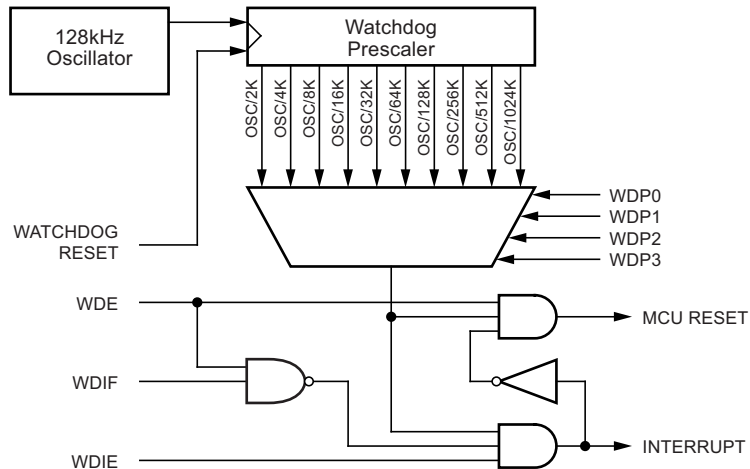 128kHz
Oscillator
Watchdog
Prescaler
OSC/2K
OSC/4K
OSC/8K
OSC/16K
OSC/32K
OSC/64K
OSC/128K
OSC/256K
OSC/512K
OSC/1024K
WATCHDOG
RESET
WDP0
WDP1
WDP2
WDP3
WDE
MCU RESET
WDIF
WDIE
INTERRUPT